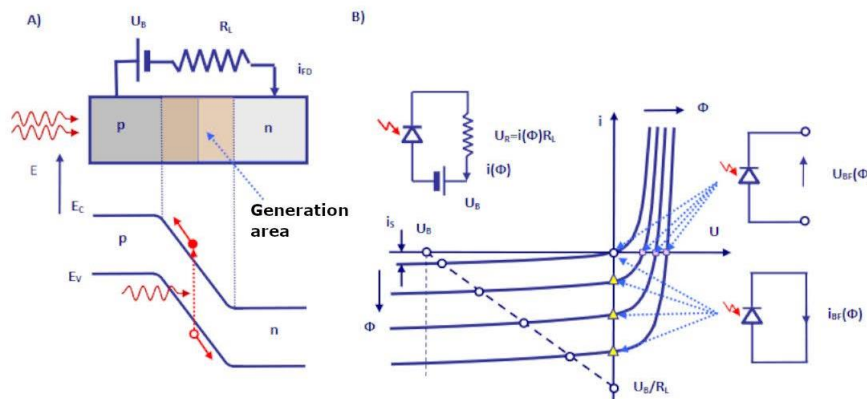 A)
U_B
R_L
i_FD
p
n
E
Generation
area
E_C
p
E_V
n
B)
i
Φ
U_R=i(Φ)R_L
i(Φ)
U_B
U_BF(Φ
i_S
U_B
U
Φ
i_BF(Φ)
U_B/R_L